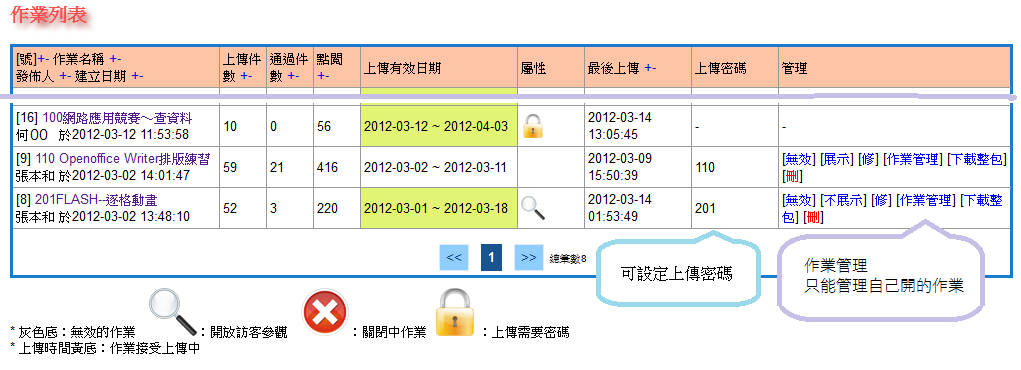 作業列表
[號]+- 作業名稱 +-
發佈人 +- 建立日期 +-
上傳件
數 +-
通過件
數 +-
點閱
+-
上傳有效日期
屬性
最後上傳 +-
上傳密碼
管理
[16] 100網路應用競賽～查資料
何OO 於2012-03-12 11:53:58
10
0
56
2012-03-12 ~ 2012-04-03
2012-03-14
13:05:45
-
-
[9] 110 Openoffice Writer排版練習
張本和 於2012-03-02 14:01:47
59
21
416
2012-03-02 ~ 2012-03-11
2012-03-09
15:50:39
110
[無效] [展示] [修] [作業管理] [下載整包]
[刪]
[8] 201FLASH--逐格動畫
張本和 於2012-03-02 13:48:10
52
3
220
2012-03-01 ~ 2012-03-18
2012-03-14
01:53:49
201
[無效] [不展示] [修] [作業管理] [下載整
包] [刪]
<< 1 >> 總筆數8
可設定上傳密碼
作業管理
只能管理自己開的作業
* 灰色底：無效的作業 ：開放訪客參觀 ：關閉中作業 ：上傳需要密碼
* 上傳時間黃底：作業接受上傳中